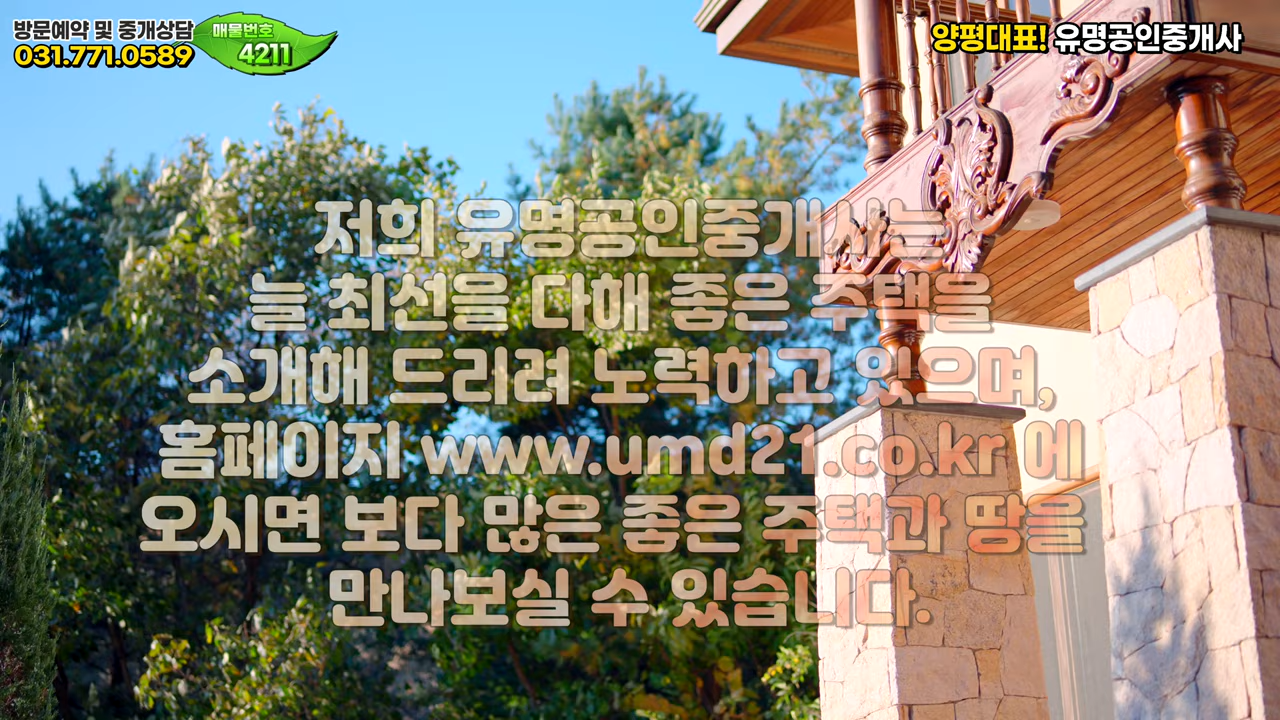 방문예약 및 중개상담
031.771.0589
매물번호
4211
양평대표! 유명공인중개사
저희 유명공인중개사는
늘 최선을 다해 좋은 주택을
소개해 드리려 노력하고 있으며,
홈페이지 www.umd21.co.kr 에
오시면 보다 많은 좋은 주택과 땅을
만나보실 수 있습니다.